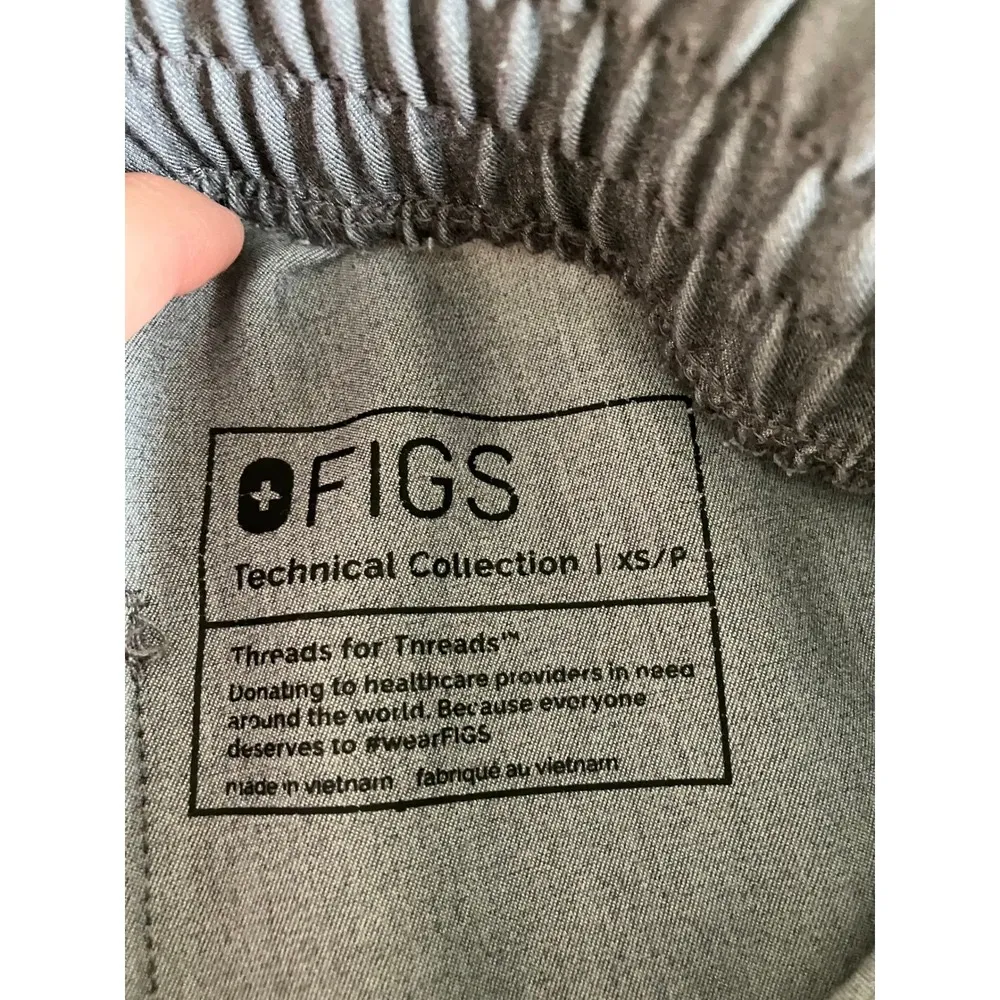 FIGS
Technical Collection | XS/P
Threads for Threads™
Donating to healthcare providers in need
around the world. Because everyone
deserves to #wearFIGS
made in vietnam fabriqué au vietnam